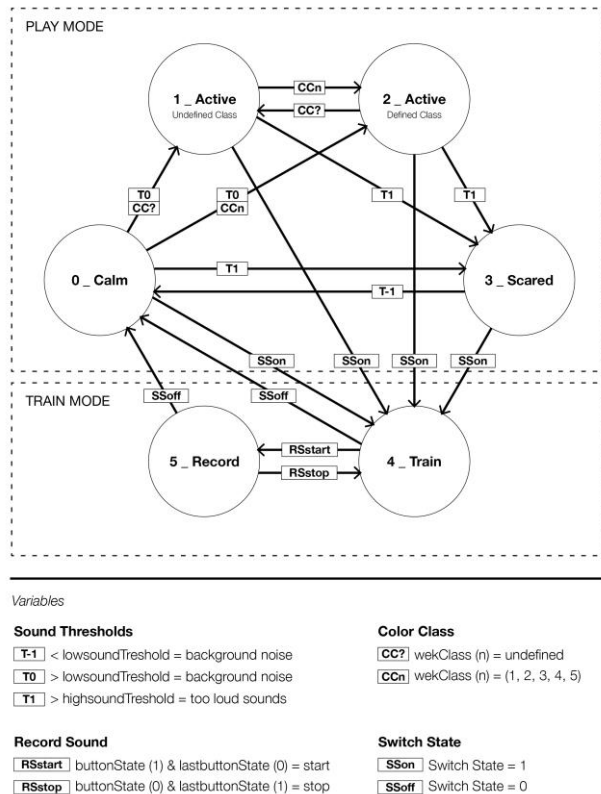 PLAY MODE
1 _ Active
Undefined Class
CCn
CC?
2 _ Active
Defined Class
T0
CC?
T0
CCn
T1
T1
0 _ Calm
T1
T-1
3 _ Scared
SSon
SSon
SSon
SSon
TRAIN MODE
SSoff
SSoff
5 _ Record
RSstart
RSstop
4 _ Train
Variables
Sound Thresholds
T-1 < lowsoundTreshold = background noise
T0 > lowsoundTreshold = background noise
T1 > highsoundTreshold = too loud sounds
Color Class
CC? wekClass (n) = undefined
CCn wekClass (n) = (1, 2, 3, 4, 5)
Record Sound
RSstart buttonState (1) & lastbuttonState (0) = start
RSstop buttonState (0) & lastbuttonState (1) = stop
Switch State
SSon Switch State = 1
SSoff Switch State = 0